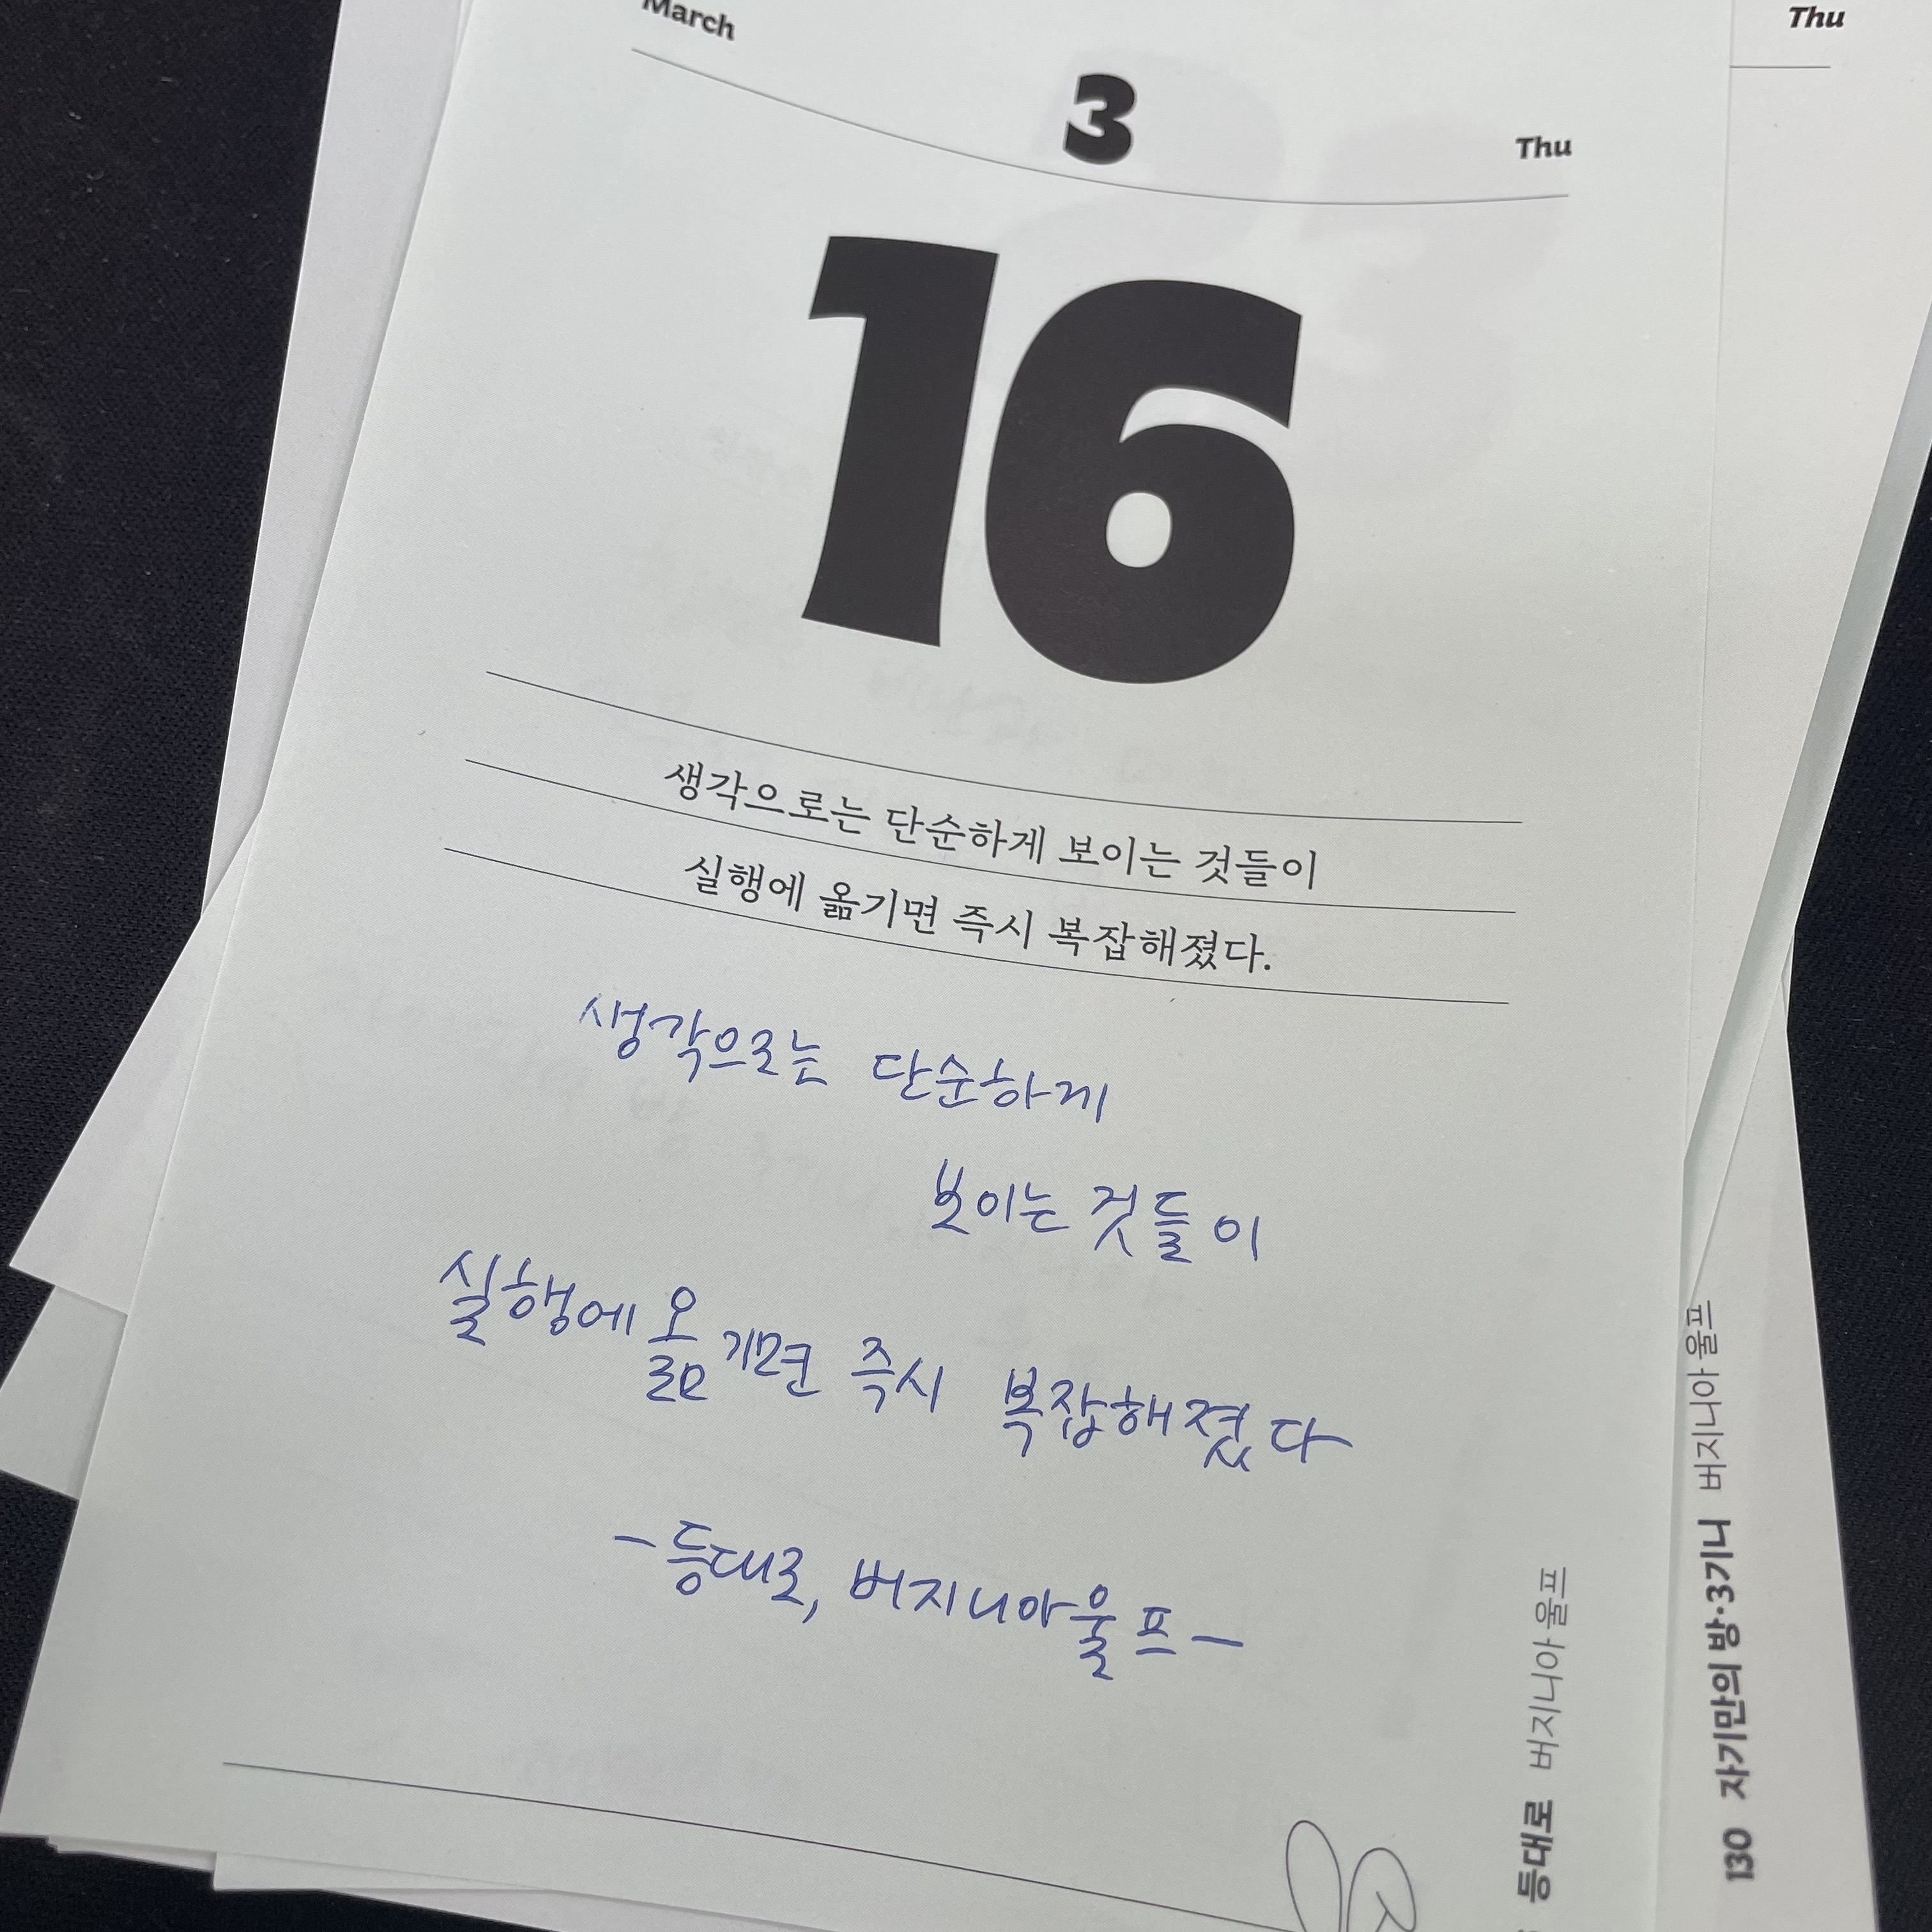 March
3
Thu
16
생각으로는 단순하게 보이는 것들이
실행에 옮기면 즉시 복잡해졌다.
생각으로는 단순하게
보이는 것들이
실행에 옮기면 즉시 복잡해졌다
- 등대로, 버지니아울프 -
등대로 버지니아 울프
Thu
130 자기만의 방·3기니 버지니아 울프